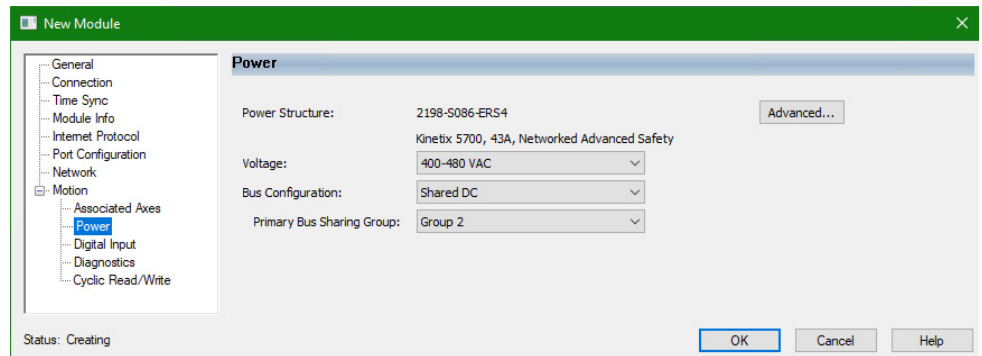 New Module
General
Connection
Time Sync
Module Info
Internet Protocol
Port Configuration
Network
Motion
Associated Axes
Power
Digital Input
Diagnostics
Cyclic Read/Write
Power
Power Structure: 2198-S086-ERS4 Advanced...
Kinetix 5700, 43A, Networked Advanced Safety
Voltage: 400-480 VAC
Bus Configuration: Shared DC
Primary Bus Sharing Group: Group 2
Status: Creating OK Cancel Help